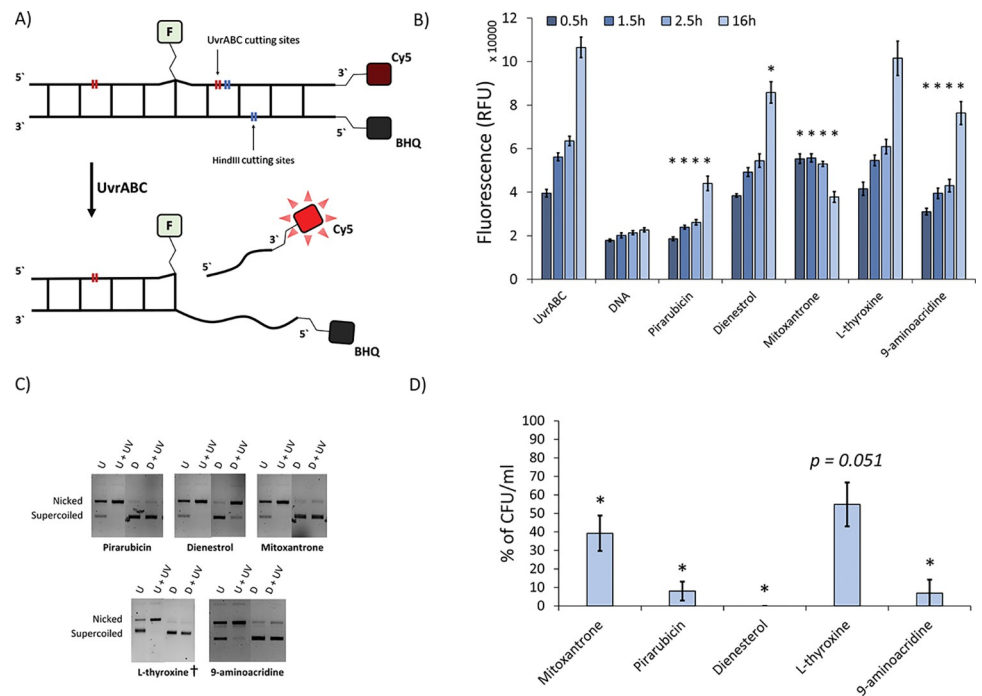 A)
F
UvrABC cutting sites
Cy5
5`
3`
3`
5`
BHQ
HindIII cutting sites
UvrABC
F
Cy5
3`
5`
5`
3`
5`
BHQ
B)
0.5h 1.5h 2.5h 16h
x 10000
Fluorescence (RFU)
12
10
8
6
4
2
0
* * * *
*
* * * *
* * * *
UvrABC
DNA
Pirarubicin
Dienestrol
Mitoxantrone
L-thyroxine
9-aminoacridine
C)
U U + UV D D + UV
U U + UV D D + UV
U U + UV D D + UV
Nicked
Supercoiled
Pirarubicin
Dienestrol
Mitoxantrone
U U + UV D D + UV
U U + UV D D + UV
Nicked
Supercoiled
L-thyroxine †
9-aminoacridine
D)
% of CFU/ml
100
90
80
70
60
50
40
30
20
10
0
*
*
*
p = 0.051
*
Mitoxantrone
Pirarubicin
Dienesterol
L-thyroxine
9-aminoacridine